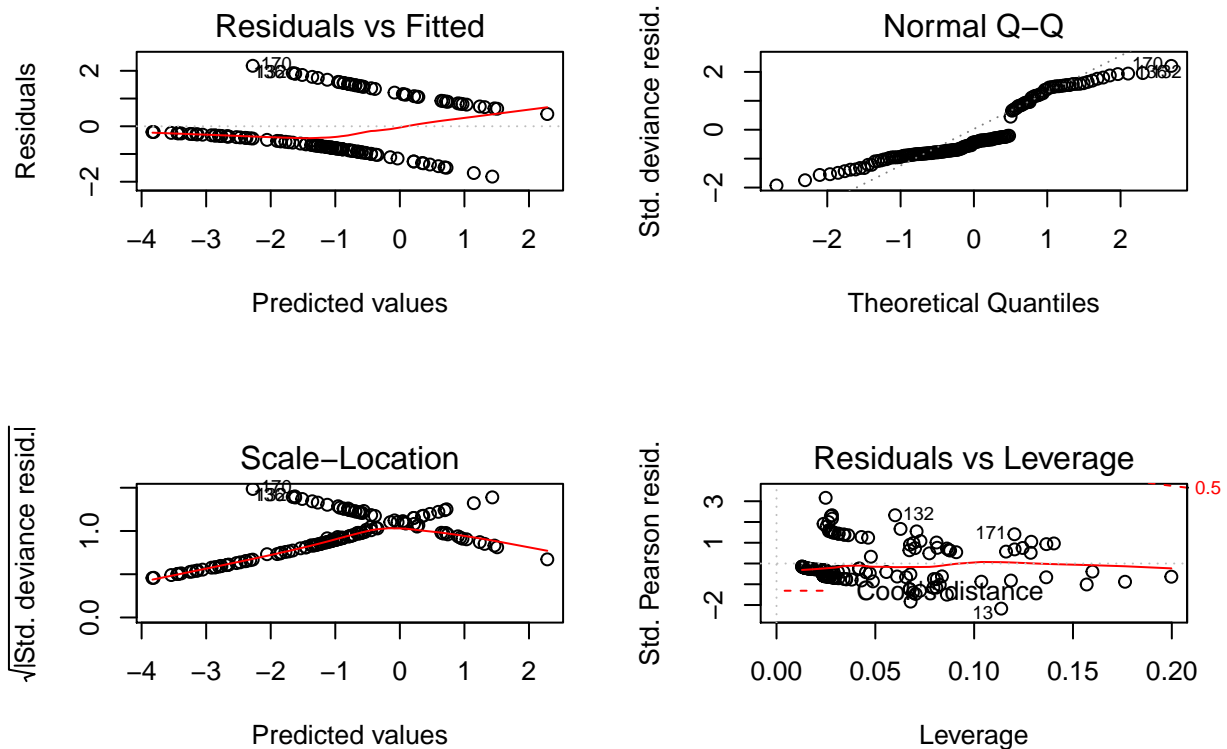 Residuals vs Fitted
Residuals
2
0
−2
170
−4 −3 −2 −1 0 1 2
Predicted values
Normal Q−Q
Std. deviance resid.
2
0
−2
170
132
−2 −1 0 1 2
Theoretical Quantiles
Scale−Location
√|Std. deviance resid.|
1.0
0.0
170
−4 −3 −2 −1 0 1 2
Predicted values
Residuals vs Leverage
Std. Pearson resid.
3
1
−2
0.5
132
171
13
Cook's distance
0.00 0.05 0.10 0.15 0.20
Leverage